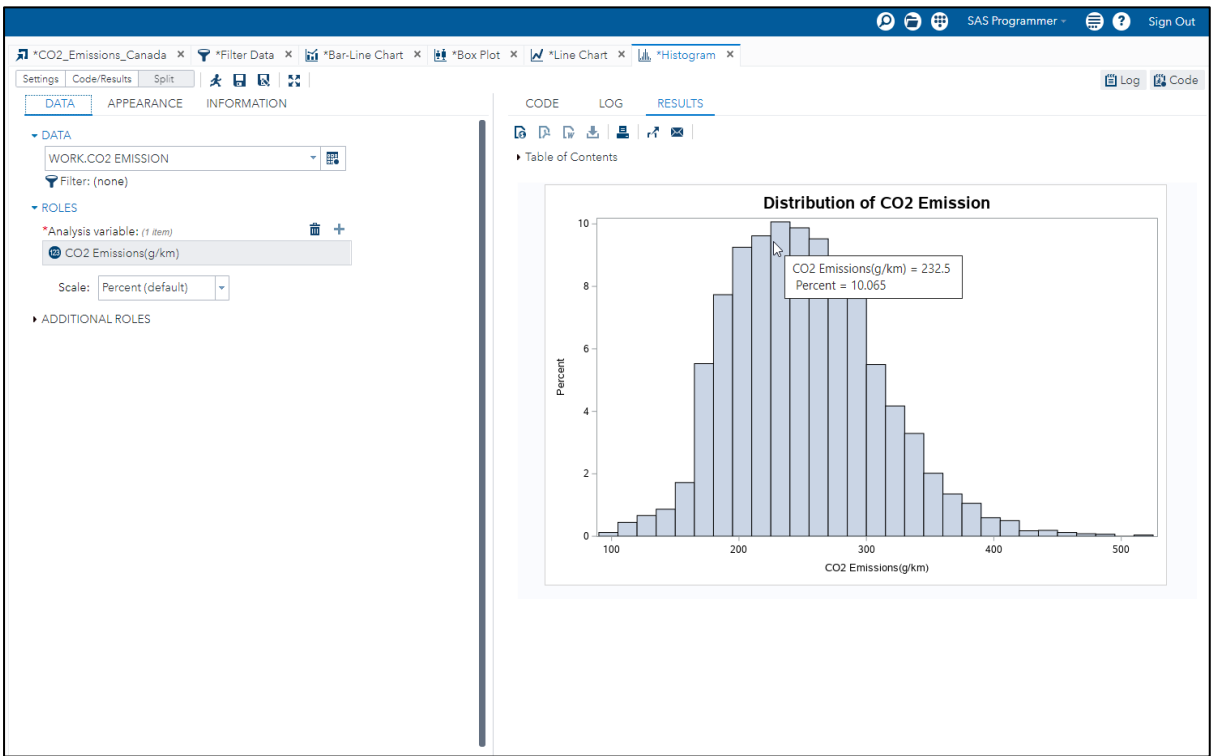 SAS Programmer
Sign Out
*CO2_Emissions_Canada × *Filter Data × *Bar-Line Chart × *Box Plot × *Line Chart × *Histogram ×
Settings Code/Results Split
Log Code
DATA APPEARANCE INFORMATION
DATA
WORK.CO2 EMISSION
Filter: (none)
ROLES
*Analysis variable: (1 item)
123 CO2 Emissions(g/km)
Scale: Percent (default)
ADDITIONAL ROLES
CODE LOG RESULTS
Table of Contents
Distribution of CO2 Emission
10
8
6
4
2
0
Percent
CO2 Emissions(g/km) = 232.5
Percent = 10.065
100 200 300 400 500
CO2 Emissions(g/km)